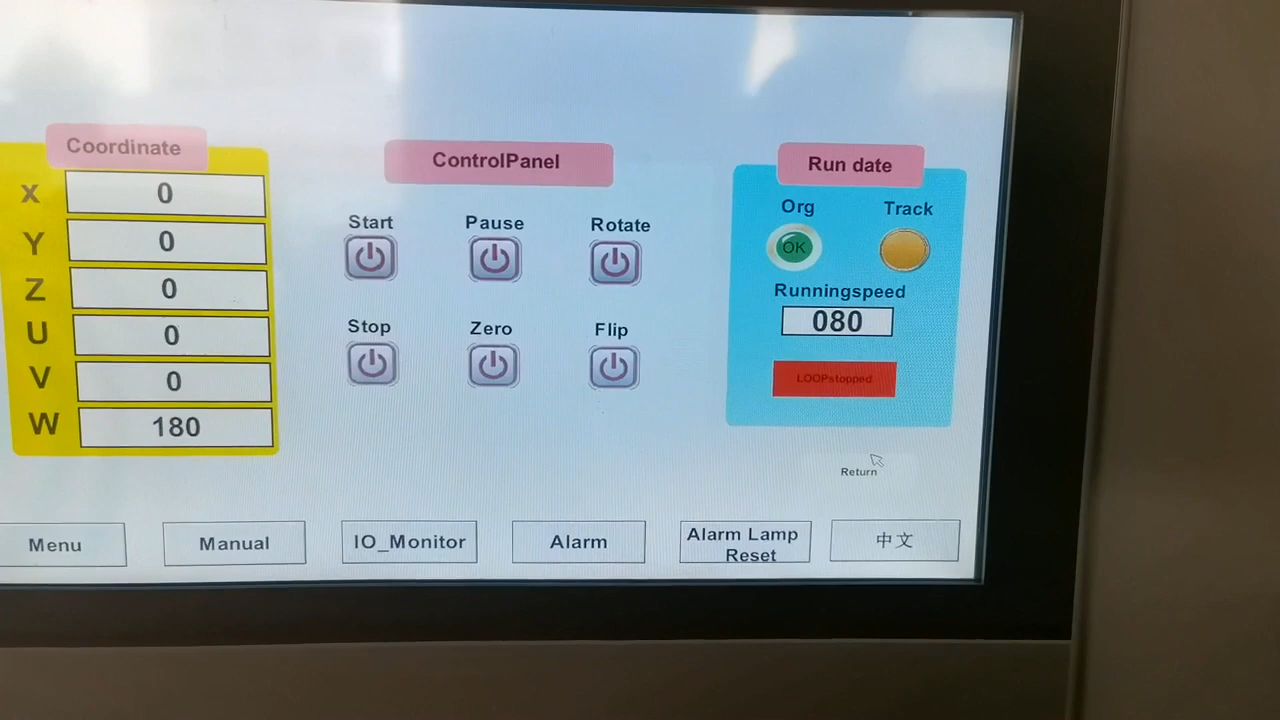 Coordinate
X 0
Y 0
Z 0
U 0
V 0
W 180
ControlPanel
Start Pause Rotate
Stop Zero Flip
Run date
Org Track
OK
Runningspeed
080
LOOPstopped
Return
Menu
Manual
IO_Monitor
Alarm
Alarm Lamp
Reset
中文